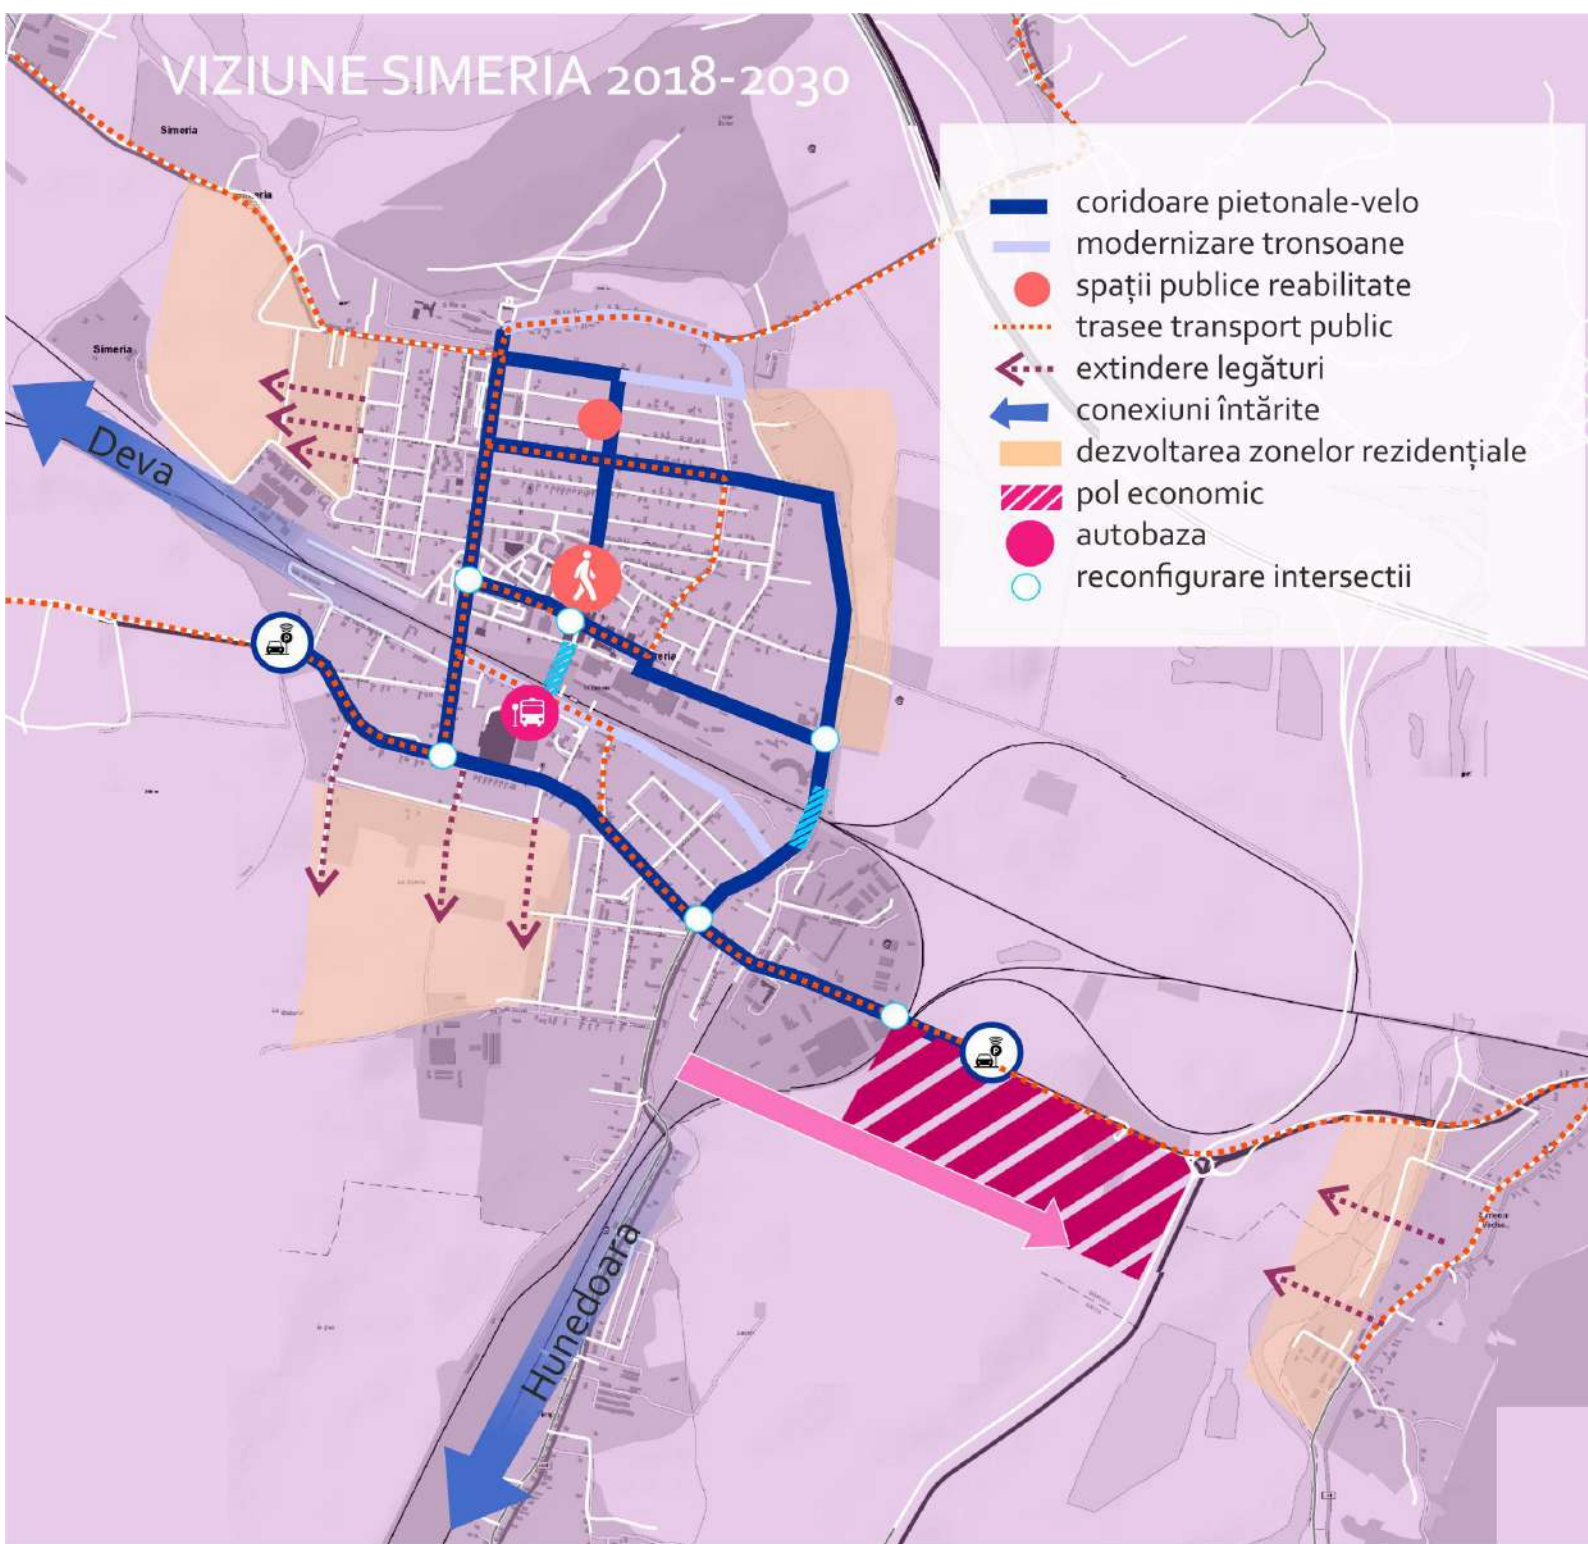 VIZIUNE SIMERIA 2018-2030
Simeria
Simeria
coridoare pietonale-velo
modernizare tronsoane
spații publice reabilitate
trasee transport public
extindere legături
conexiuni întărite
dezvoltarea zonelor rezidențiale
pol economic
autobaza
reconfigurare intersectii
Deva
Hunedoara